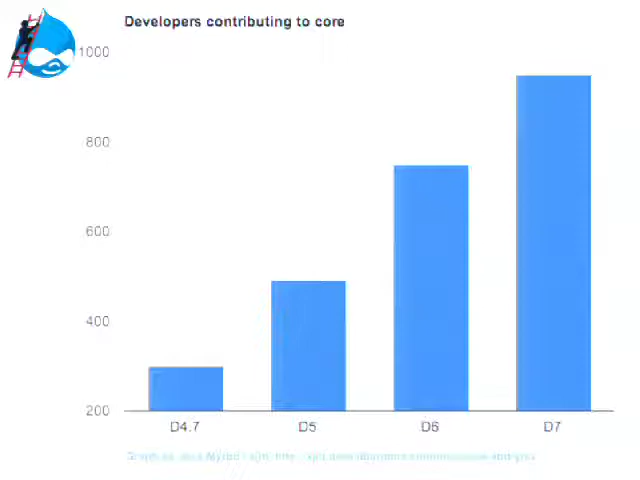 Developers contributing to core
1000
800
600
400
200
D4.7
D5
D6
D7